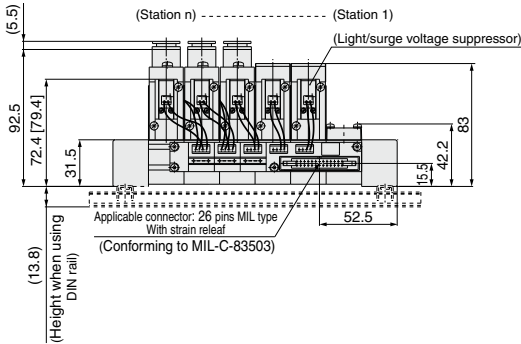 (Station n) ---------------- (Station 1)
(Light/surge voltage suppressor)
(5.5)
92.5
72.4 [79.4]
31.5
83
42.2
15.5
52.5
Applicable connector: 26 pins MIL type
With strain releaf
(Conforming to MIL-C-83503)
(13.8)
(Height when using
DIN rail)